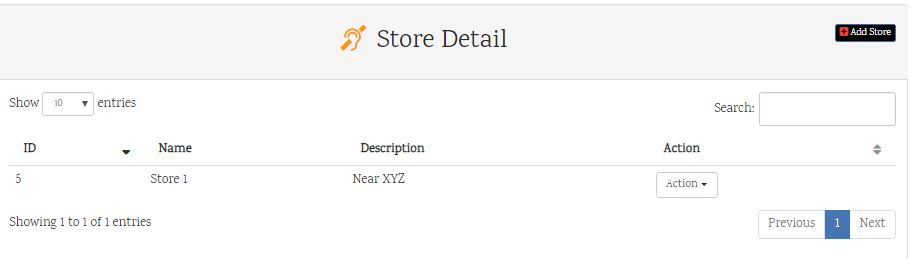 Store Detail
Add Store
Show 10 entries
Search:
ID Name Description Action
5 Store 1 Near XYZ Action
Showing 1 to 1 of 1 entries
Previous 1 Next